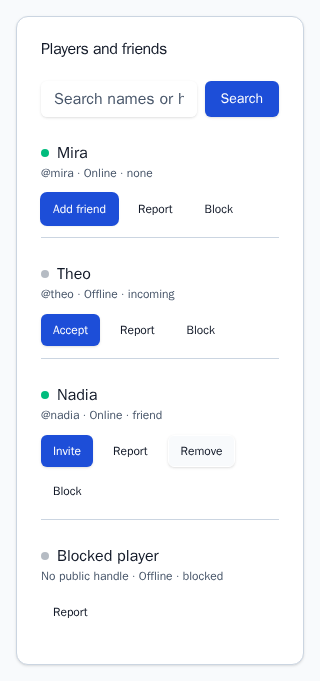 Players and friends
Search names or h
Search
Mira
@mira · Online · none
Add friend Report Block
Theo
@theo · Offline · incoming
Accept Report Block
Nadia
@nadia · Online · friend
Invite Report Remove
Block
Blocked player
No public handle · Offline · blocked
Report